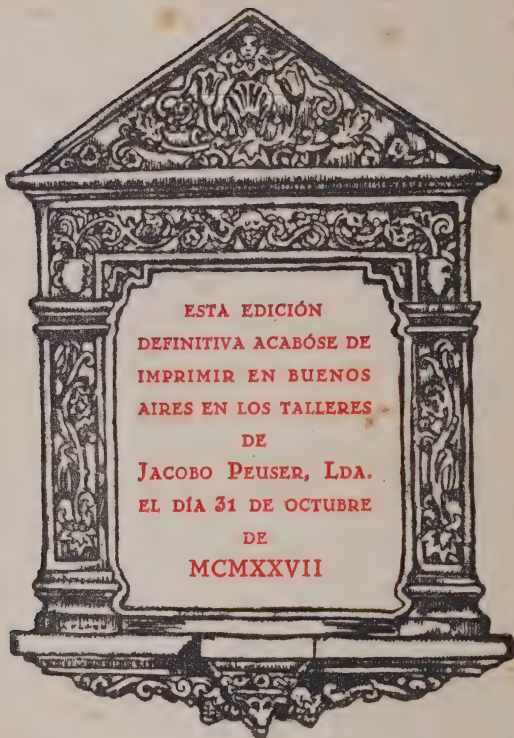 ESTA EDICIÓN
DEFINITIVA ACABÓSE DE
IMPRIMIR EN BUENOS
AIRES EN LOS TALLERES
DE
JACOBO PEUSER, LDA.
EL DÍA 31 DE OCTUBRE
DE
MCMXXVII